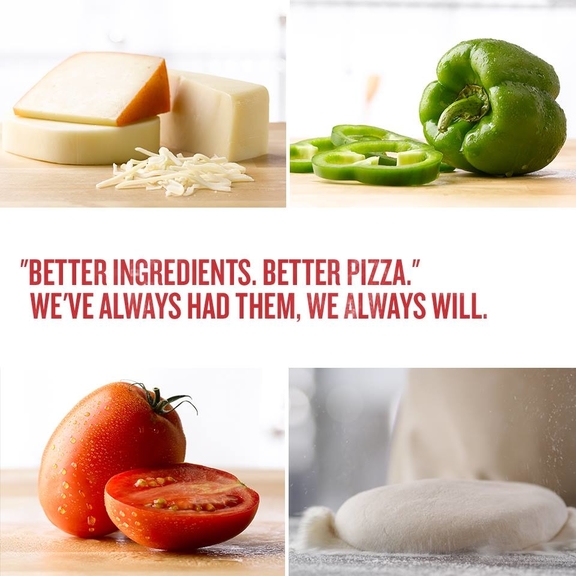 "BETTER INGREDIENTS. BETTER PIZZA."
WE'VE ALWAYS HAD THEM, WE ALWAYS WILL.